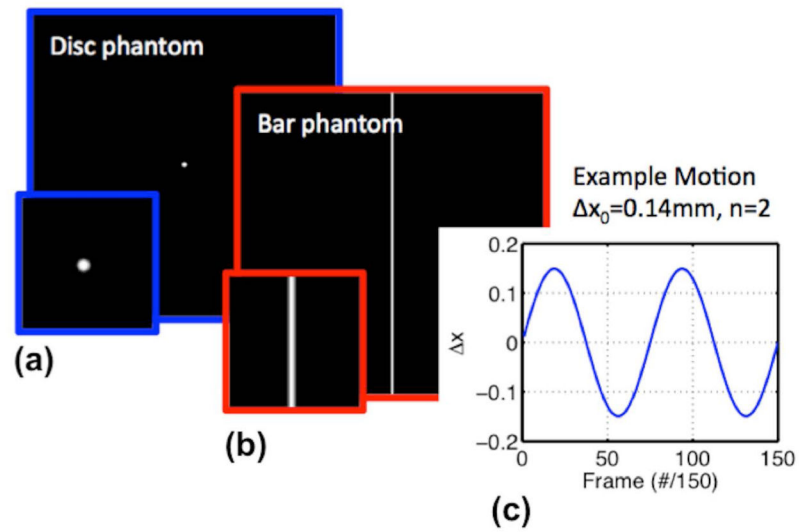 Disc phantom
Bar phantom
Example Motion
Δx₀=0.14mm, n=2
0.2
0.1
0
−0.1
−0.2
Δx
0
50
100
150
Frame (#/150)
(a)
(b)
(c)